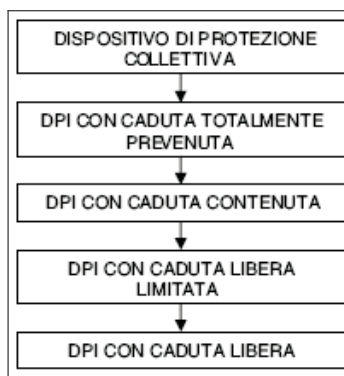 DISPOSITIVO DI PROTEZIONE
COLLETTIVA
DPI CON CADUTA TOTALMENTE
PREVENUTA
DPI CON CADUTA CONTENUTA
DPI CON CADUTA LIBERA
LIMITATA
DPI CON CADUTA LIBERA